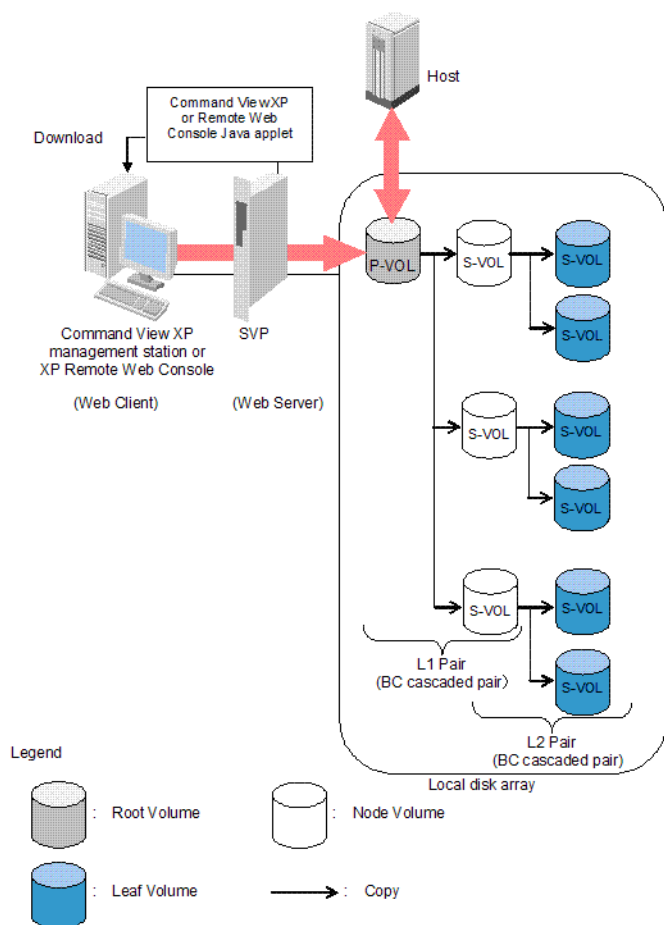 Host
Command ViewXP
or Remote Web
Console Java applet
Download
P-VOL
S-VOL
S-VOL
S-VOL
Command View XP
management station or
XP Remote Web Console
SVP
(Web Client)
(Web Server)
S-VOL
S-VOL
S-VOL
S-VOL
S-VOL
S-VOL
L1 Pair
(BC cascaded pair)
L2 Pair
(BC cascaded pair)
Local disk array
Legend
: Root Volume
: Node Volume
: Leaf Volume
: Copy